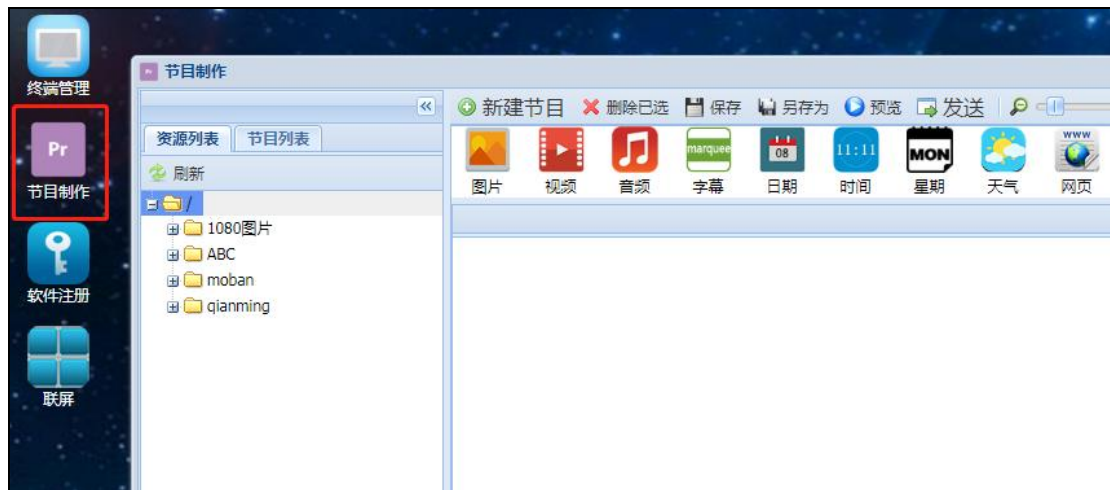 终端管理
Pr
节目制作
软件注册
联屏
Pr
节目制作
资源列表
节目列表
刷新
/
1080图片
ABC
moban
qianming
新建节目
删除已选
保存
另存为
预览
发送
marquee
08
11:11
MON
www
图片
视频
音频
字幕
日期
时间
星期
天气
网页